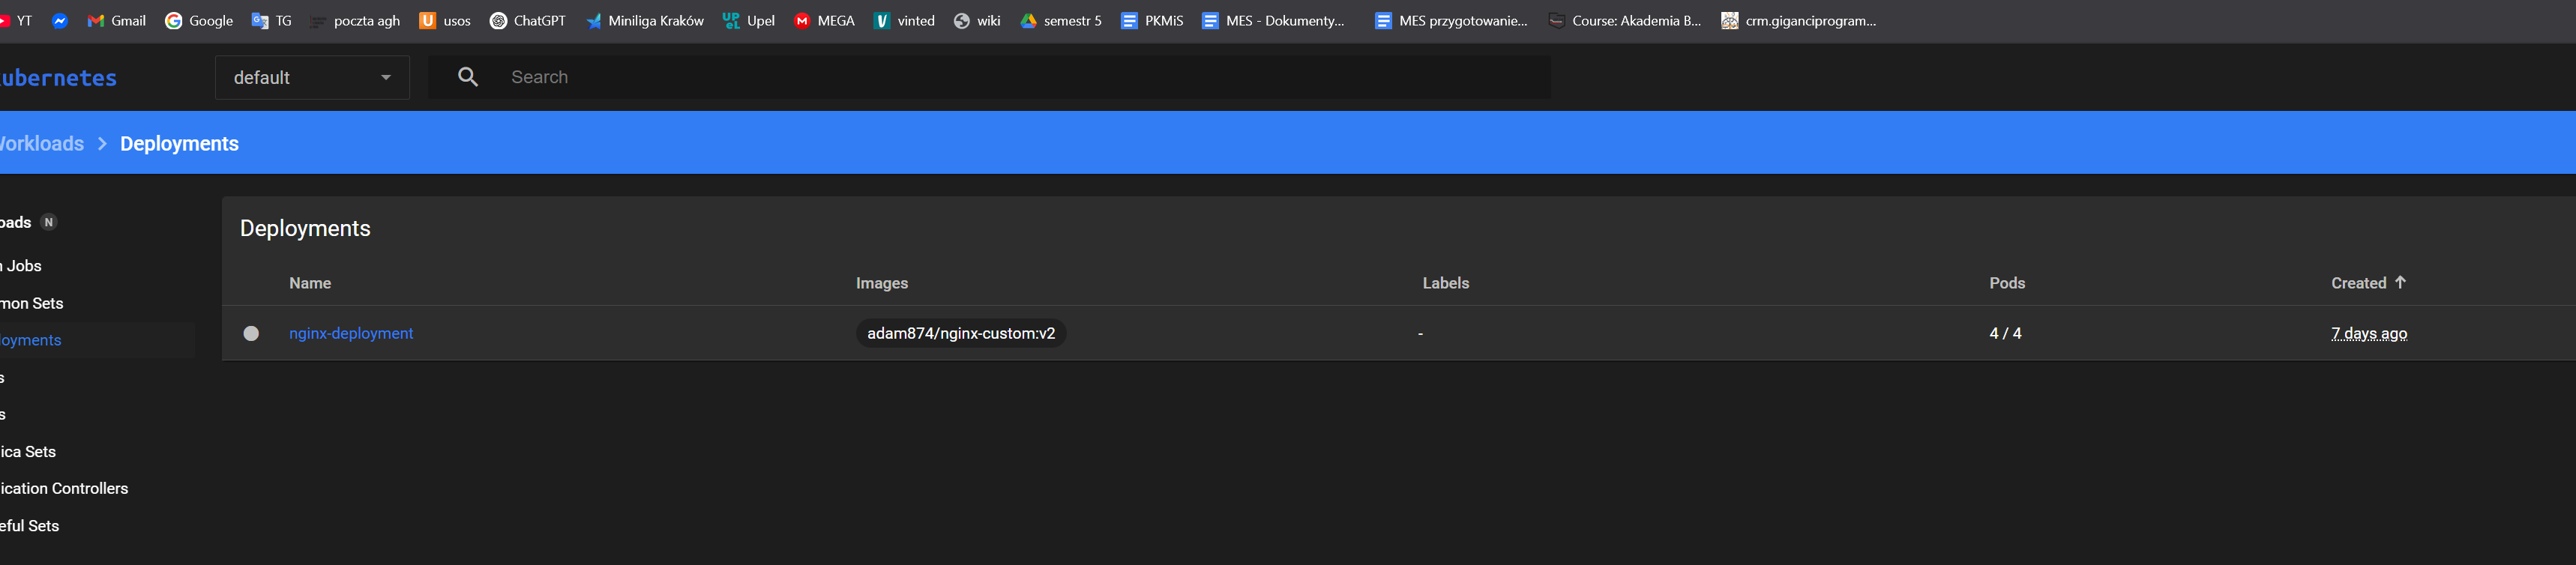 YT Gmail Google TG poczta agh usos ChatGPT Miniliga Kraków Upel MEGA vinted wiki semestr 5 PKMiS MES - Dokumenty... MES przygotowanie... Course: Akademia B... crm.giganciprogram...
ubernetes default Search
Workloads > Deployments
oads N
Deployments
n Jobs
Name Images Labels Pods Created ↑
mon Sets
nginx-deployment adam874/nginx-custom:v2 - 4 / 4 7 days ago
loyments
s
s
ica Sets
ication Controllers
eful Sets